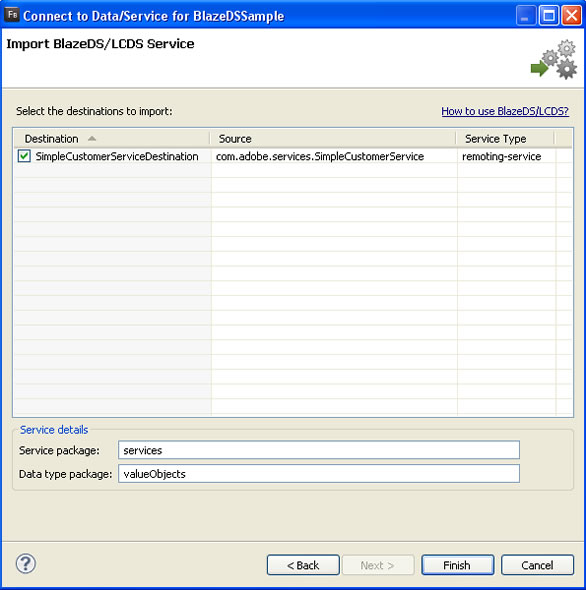 Fb Connect to Data/Service for BlazeDSSample
Import BlazeDS/LCDS Service
Select the destinations to import: How to use BlazeDS/LCDS?
Destination Source Service Type
SimpleCustomerServiceDestination com.adobe.services.SimpleCustomerService remoting-service
Service details
Service package: services
Data type package: valueObjects
? < Back Next > Finish Cancel